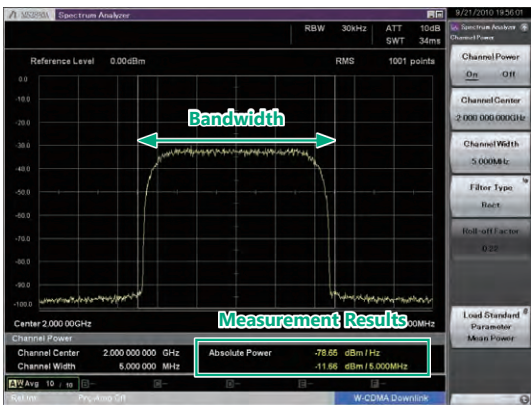 Spectrum Analyzer
9/21/2010 19:56:01
RBW 30kHz ATT 10dB
SWT 34ms
Reference Level 0.00dBm RMS 1001 points
0.0
-10.0
-20.0
-30.0
-40.0
-50.0
-60.0
-70.0
-80.0
-90.0
-100.0
Bandwidth
Measurement Results
Center 2.000 00GHz
Channel Power
Channel Center 2.000 000 000 GHz Absolute Power -78.65 dBm / Hz
Channel Width 5.000 000 MHz -11.66 dBm / 5.000MHz
Avg 10 / 10
Ref.Int Pre-Amp Off W-CDMA Downlink
Spectrum Analyzer
Channel Power
Channel Power
On Off
Channel Center
2.000 000 000GHz
Channel Width
5.000MHz
Filter Type
Rect
Roll-off Factor
0.22
Load Standard
Parameter
Mean Power